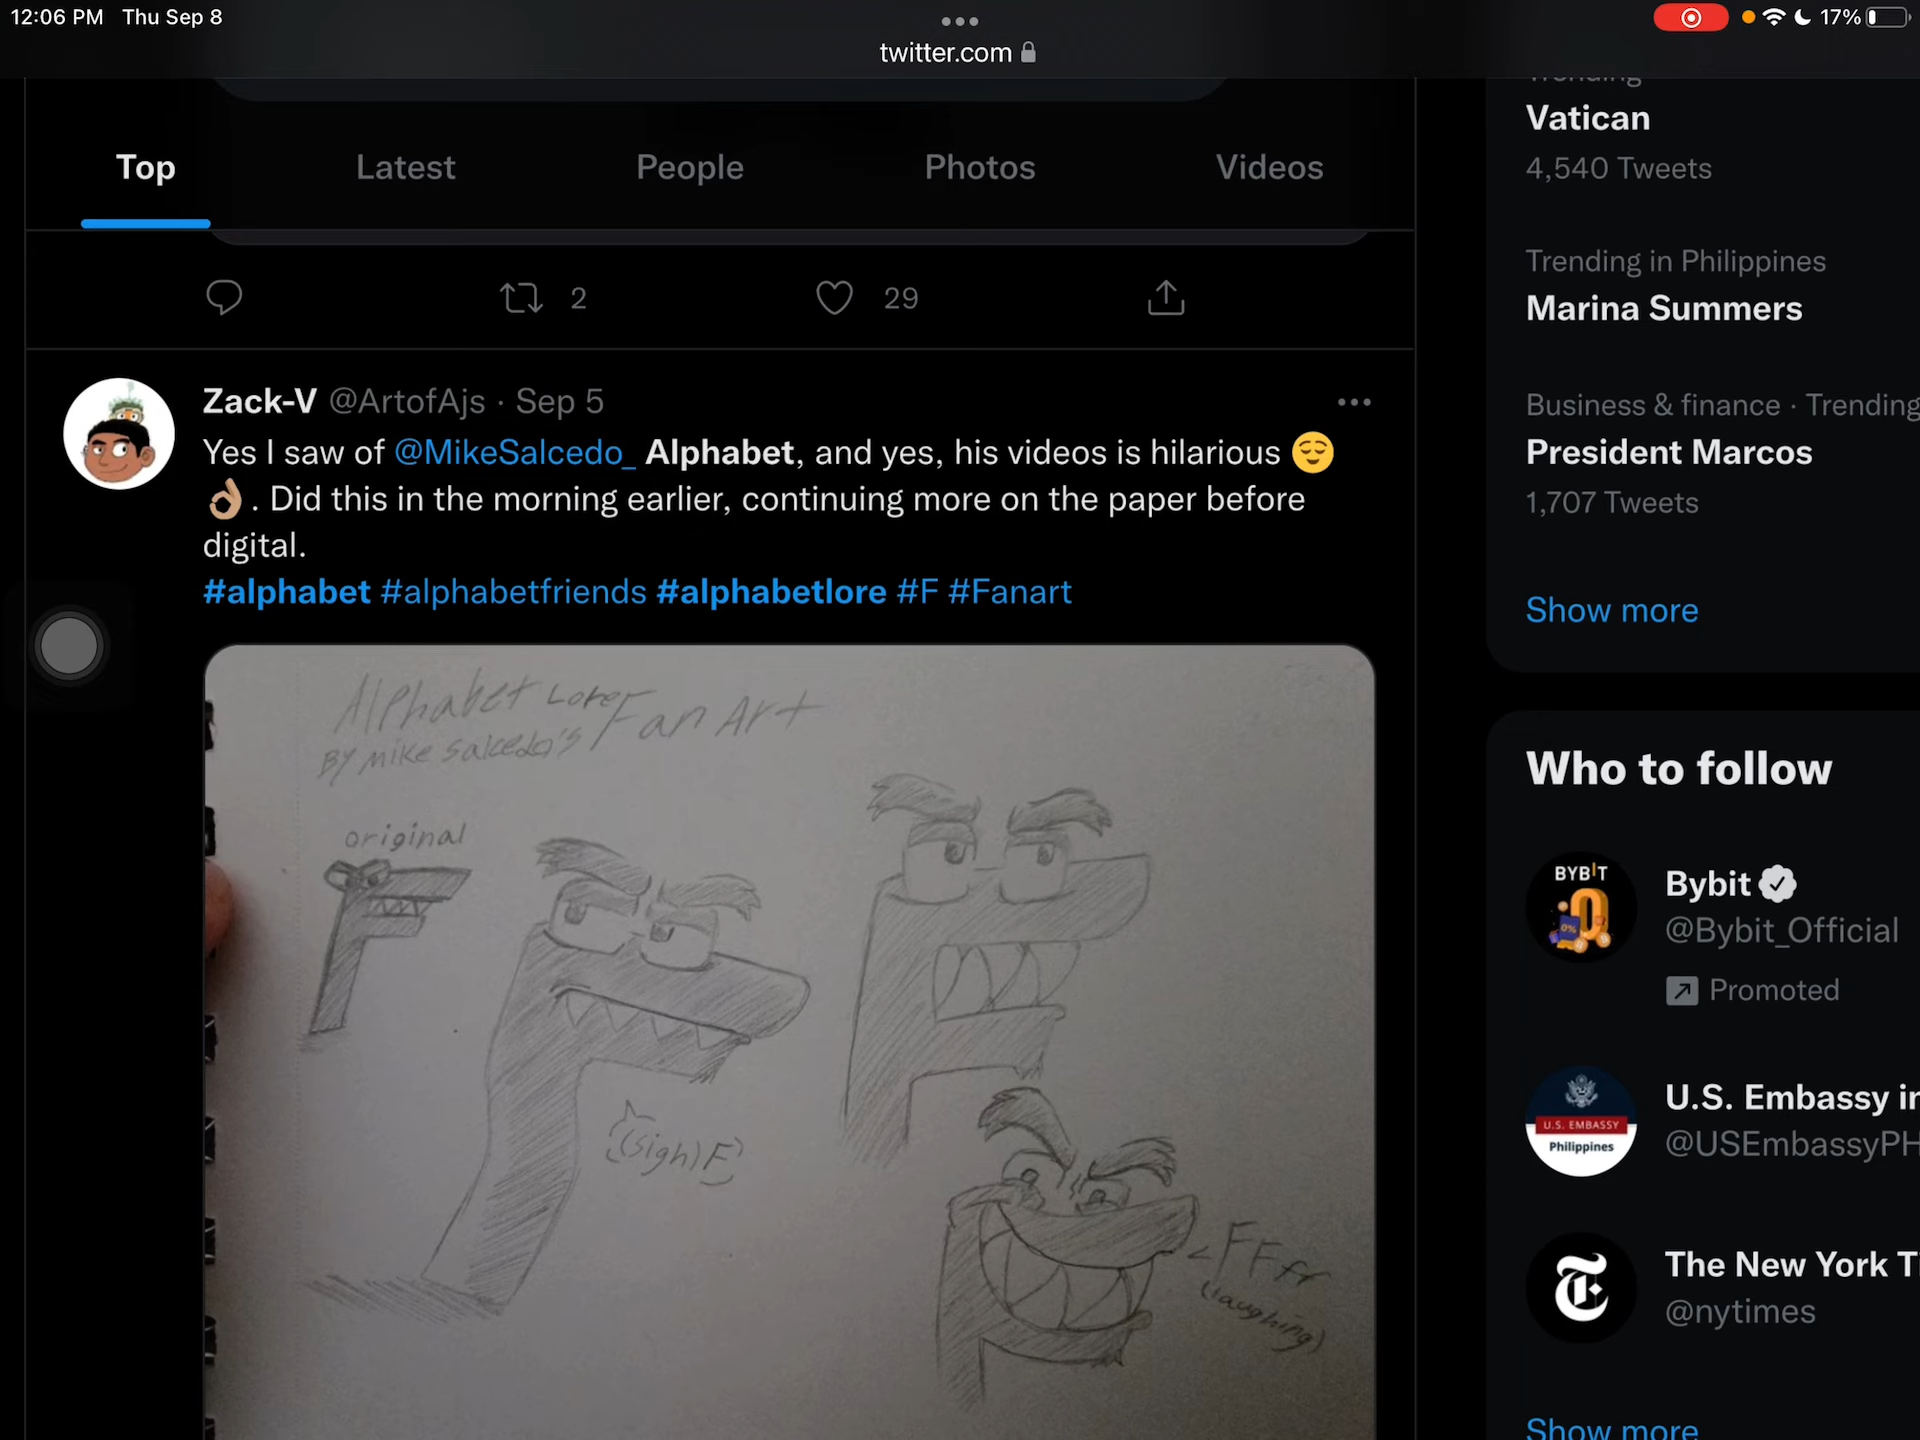 12:06 PM Thu Sep 8
17%
twitter.com
Top Latest People Photos Videos
2 29
Zack-V @ArtofAjs · Sep 5
Yes I saw of @MikeSalcedo_ Alphabet, and yes, his videos is hilarious 😌
👌🏽. Did this in the morning earlier, continuing more on the paper before
digital.
#alphabet #alphabetfriends #alphabetlore #F #Fanart
Alphabet Lore Fan Art
By Mike Salcedo's
original
(sigh) F
FFff
(laughing)
Trending
Vatican
4,540 Tweets
Trending in Philippines
Marina Summers
Business & finance · Trending
President Marcos
1,707 Tweets
Show more
Who to follow
BYBIT
0%
Bybit
@Bybit_Official
Promoted
U.S. EMBASSY
Philippines
U.S. Embassy in
@USEmbassyPH
The New York Ti
@nytimes
Show more